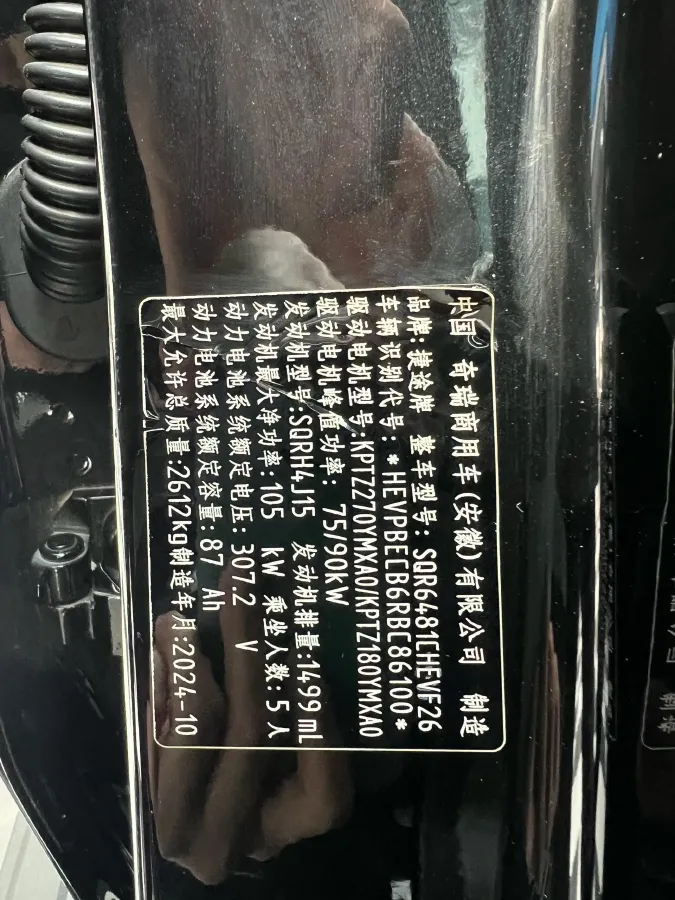 中国 奇瑞商用车(安徽)有限公司 制造
品牌:捷途牌 整车型号:SQR6481CHEVF26
车辆识别代号:*HEVPBECB6RBC86100*
驱动电机型号:KPTZ270YMXA0/KPTZ180YMXA0
驱动电机峰值功率: 75/90kW
发动机型号:SQRH4J15 发动机排量:1499 mL
发动机最大净功率:105 kW 乘坐人数:5人
动力电池系统额定电压:307.2 V
动力电池系统额定容量:87 Ah
最大允许总质量:2612kg制造年月:2024-10